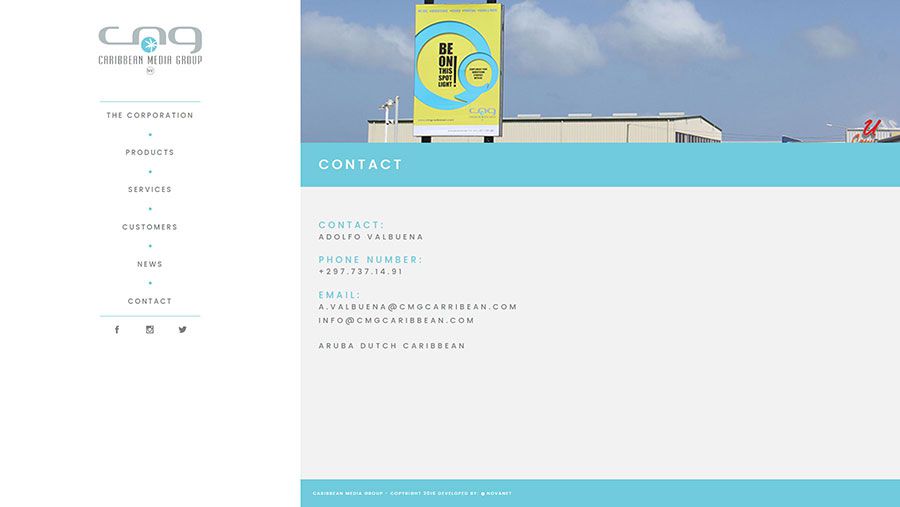 cmg
CARIBBEAN MEDIA GROUP
THE CORPORATION
PRODUCTS
SERVICES
CUSTOMERS
NEWS
CONTACT
BE
ON
THIS
SPOT
LIGHT!
cmg
CONTACT
CONTACT:
ADOLFO VALBUENA
PHONE NUMBER:
+297.737.14.91
EMAIL:
A.VALBUENA@CMGCARRIBEAN.COM
INFO@CMGCARIBBEAN.COM
ARUBA DUTCH CARIBBEAN
CARIBBEAN MEDIA GROUP - COPYRIGHT 2016 DEVELOPED BY: NOVANET